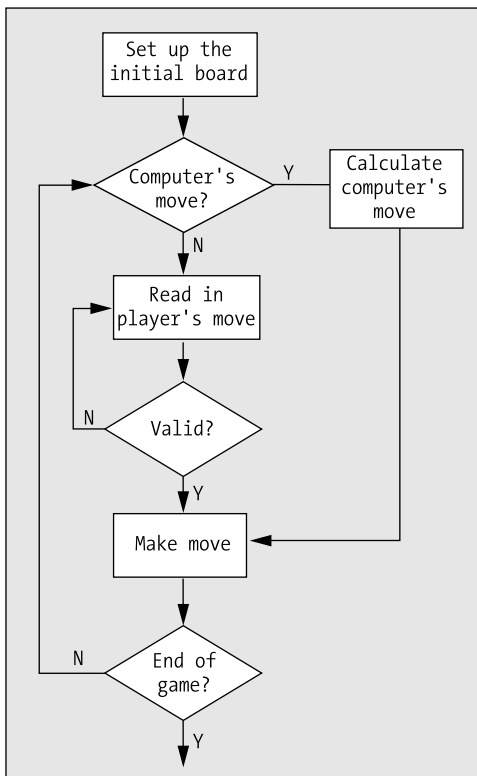 Set up the
initial board
Computer's
move?
Y
Calculate
computer's
move
N
Read in
player's move
N
Valid?
Y
Make move
N
End of
game?
Y